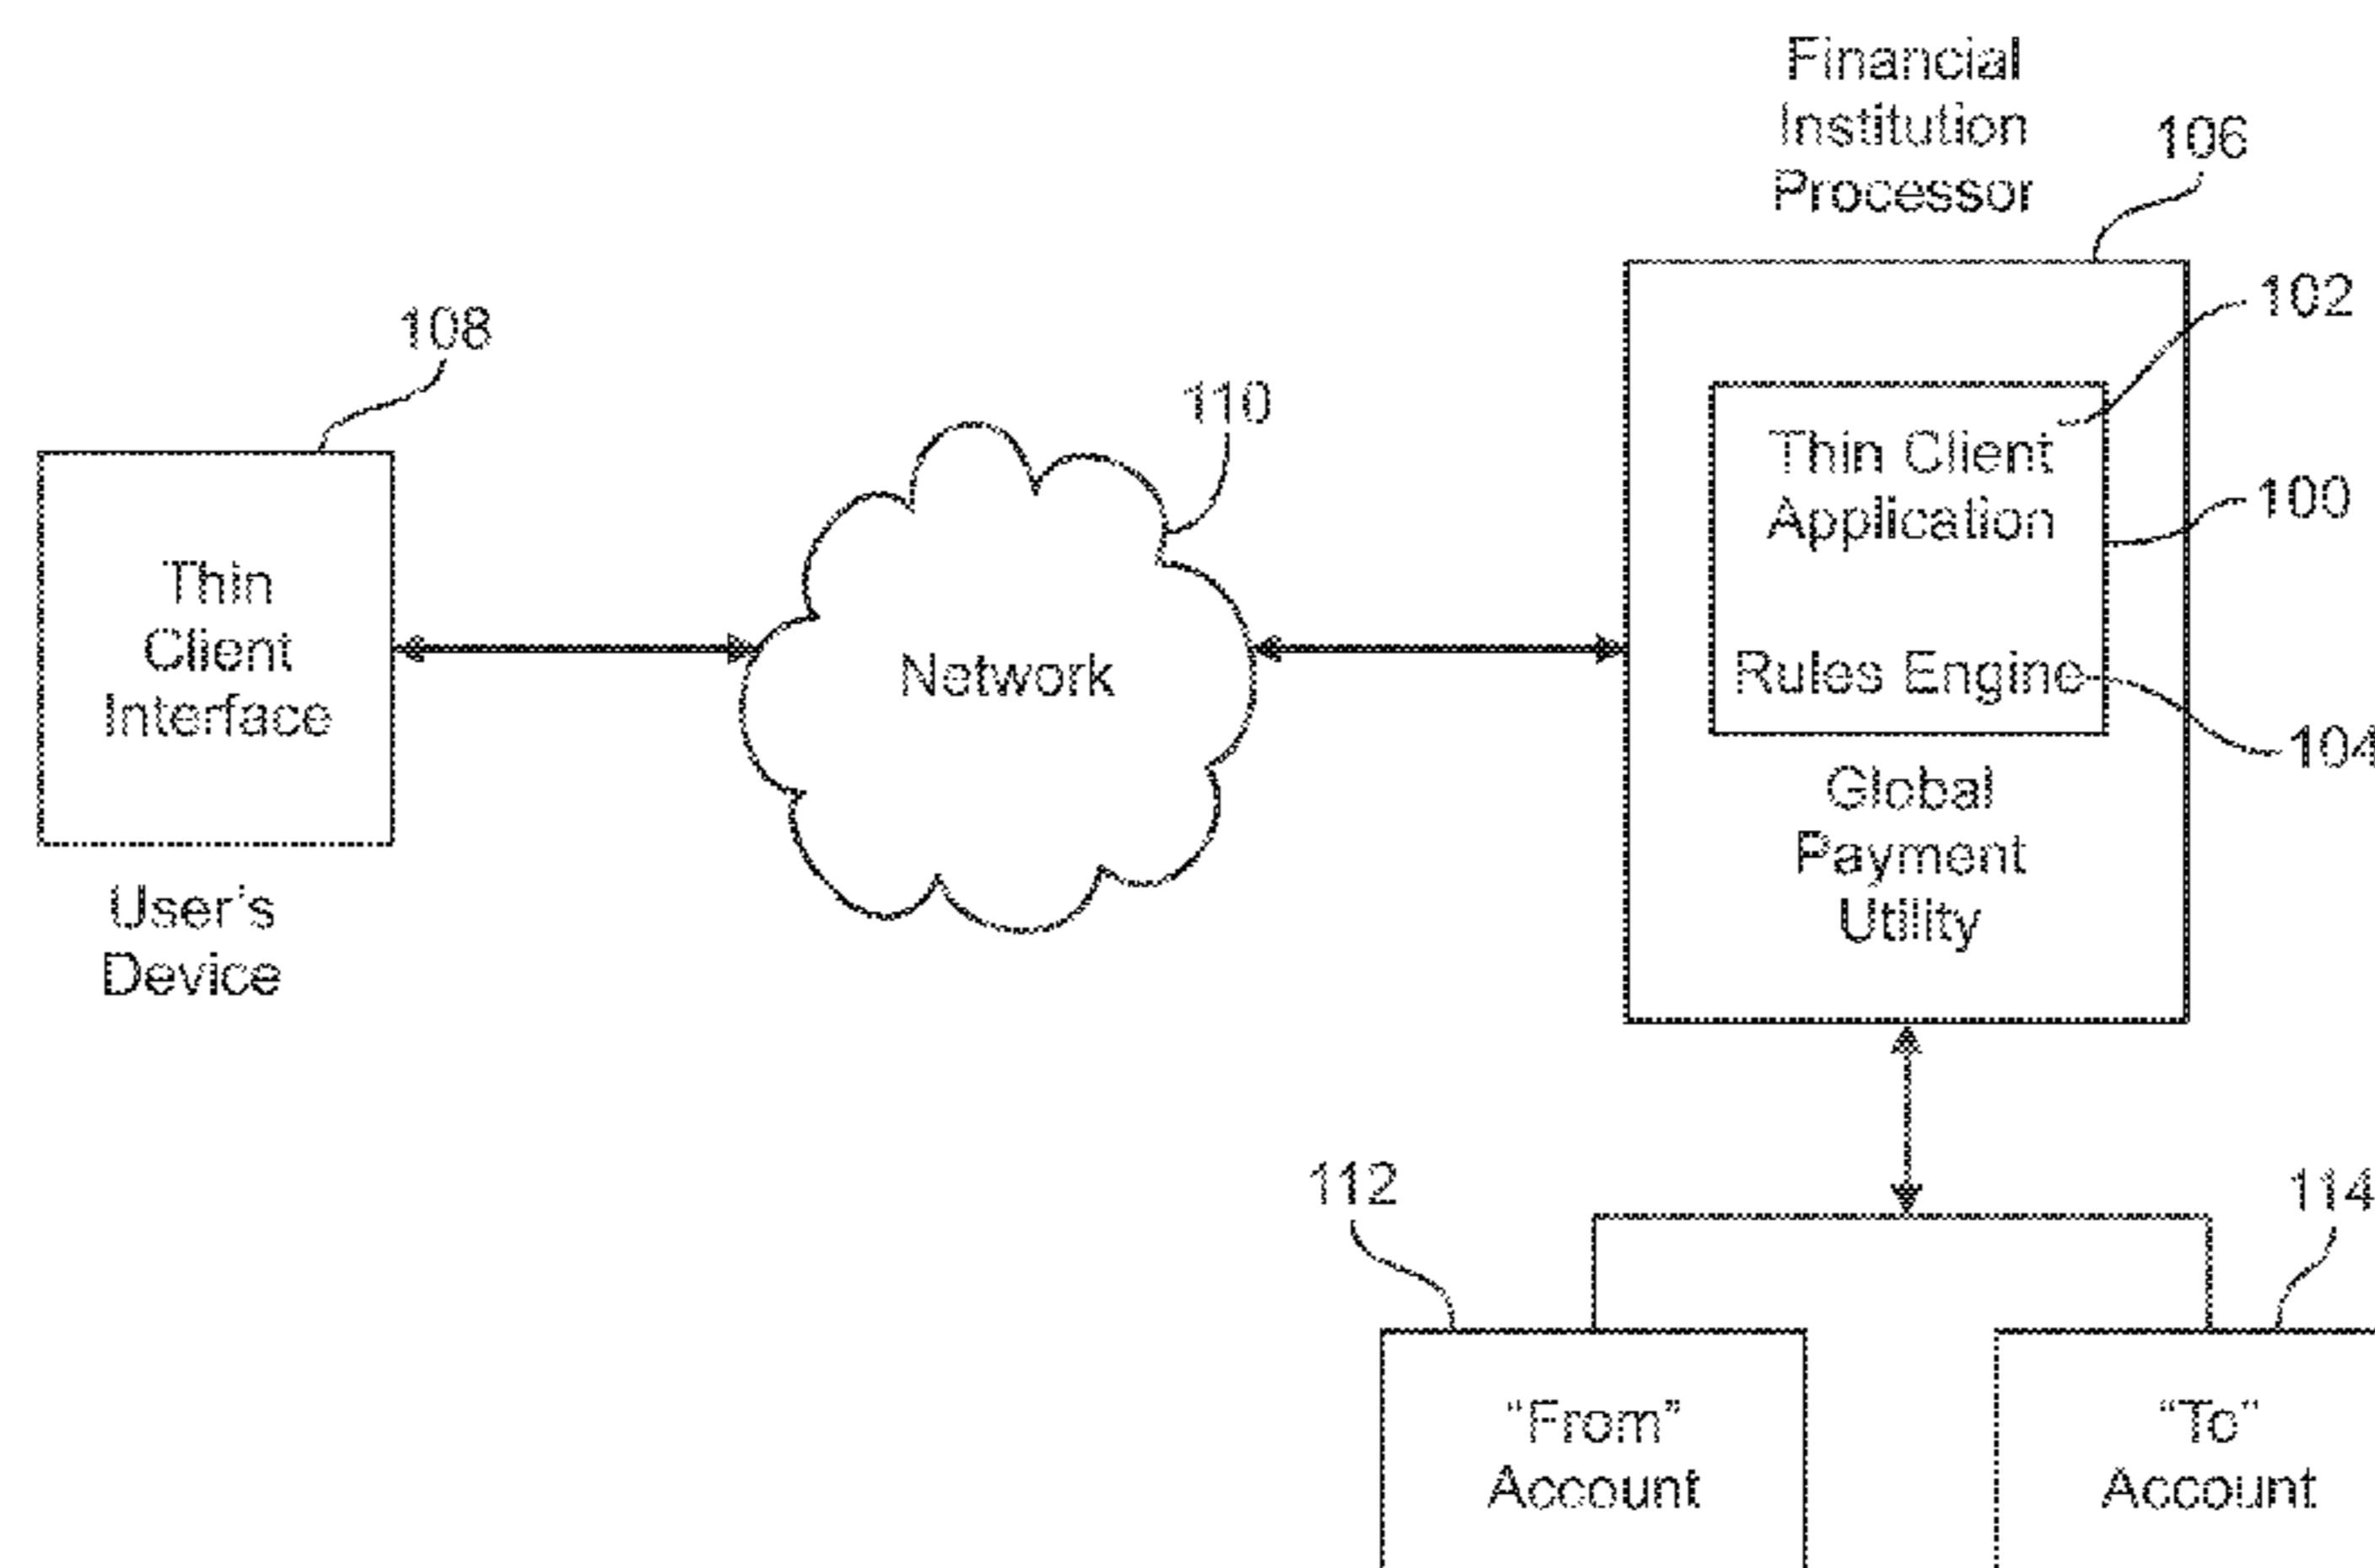 Financial
Institution
Processor
106
102
108
110
Thin Client
Application
100
Thin
Client
Interface
Network
Rules Engine
104
Global
Payment
Utility
User's
Device
112
114
"From"
Account
"To"
Account